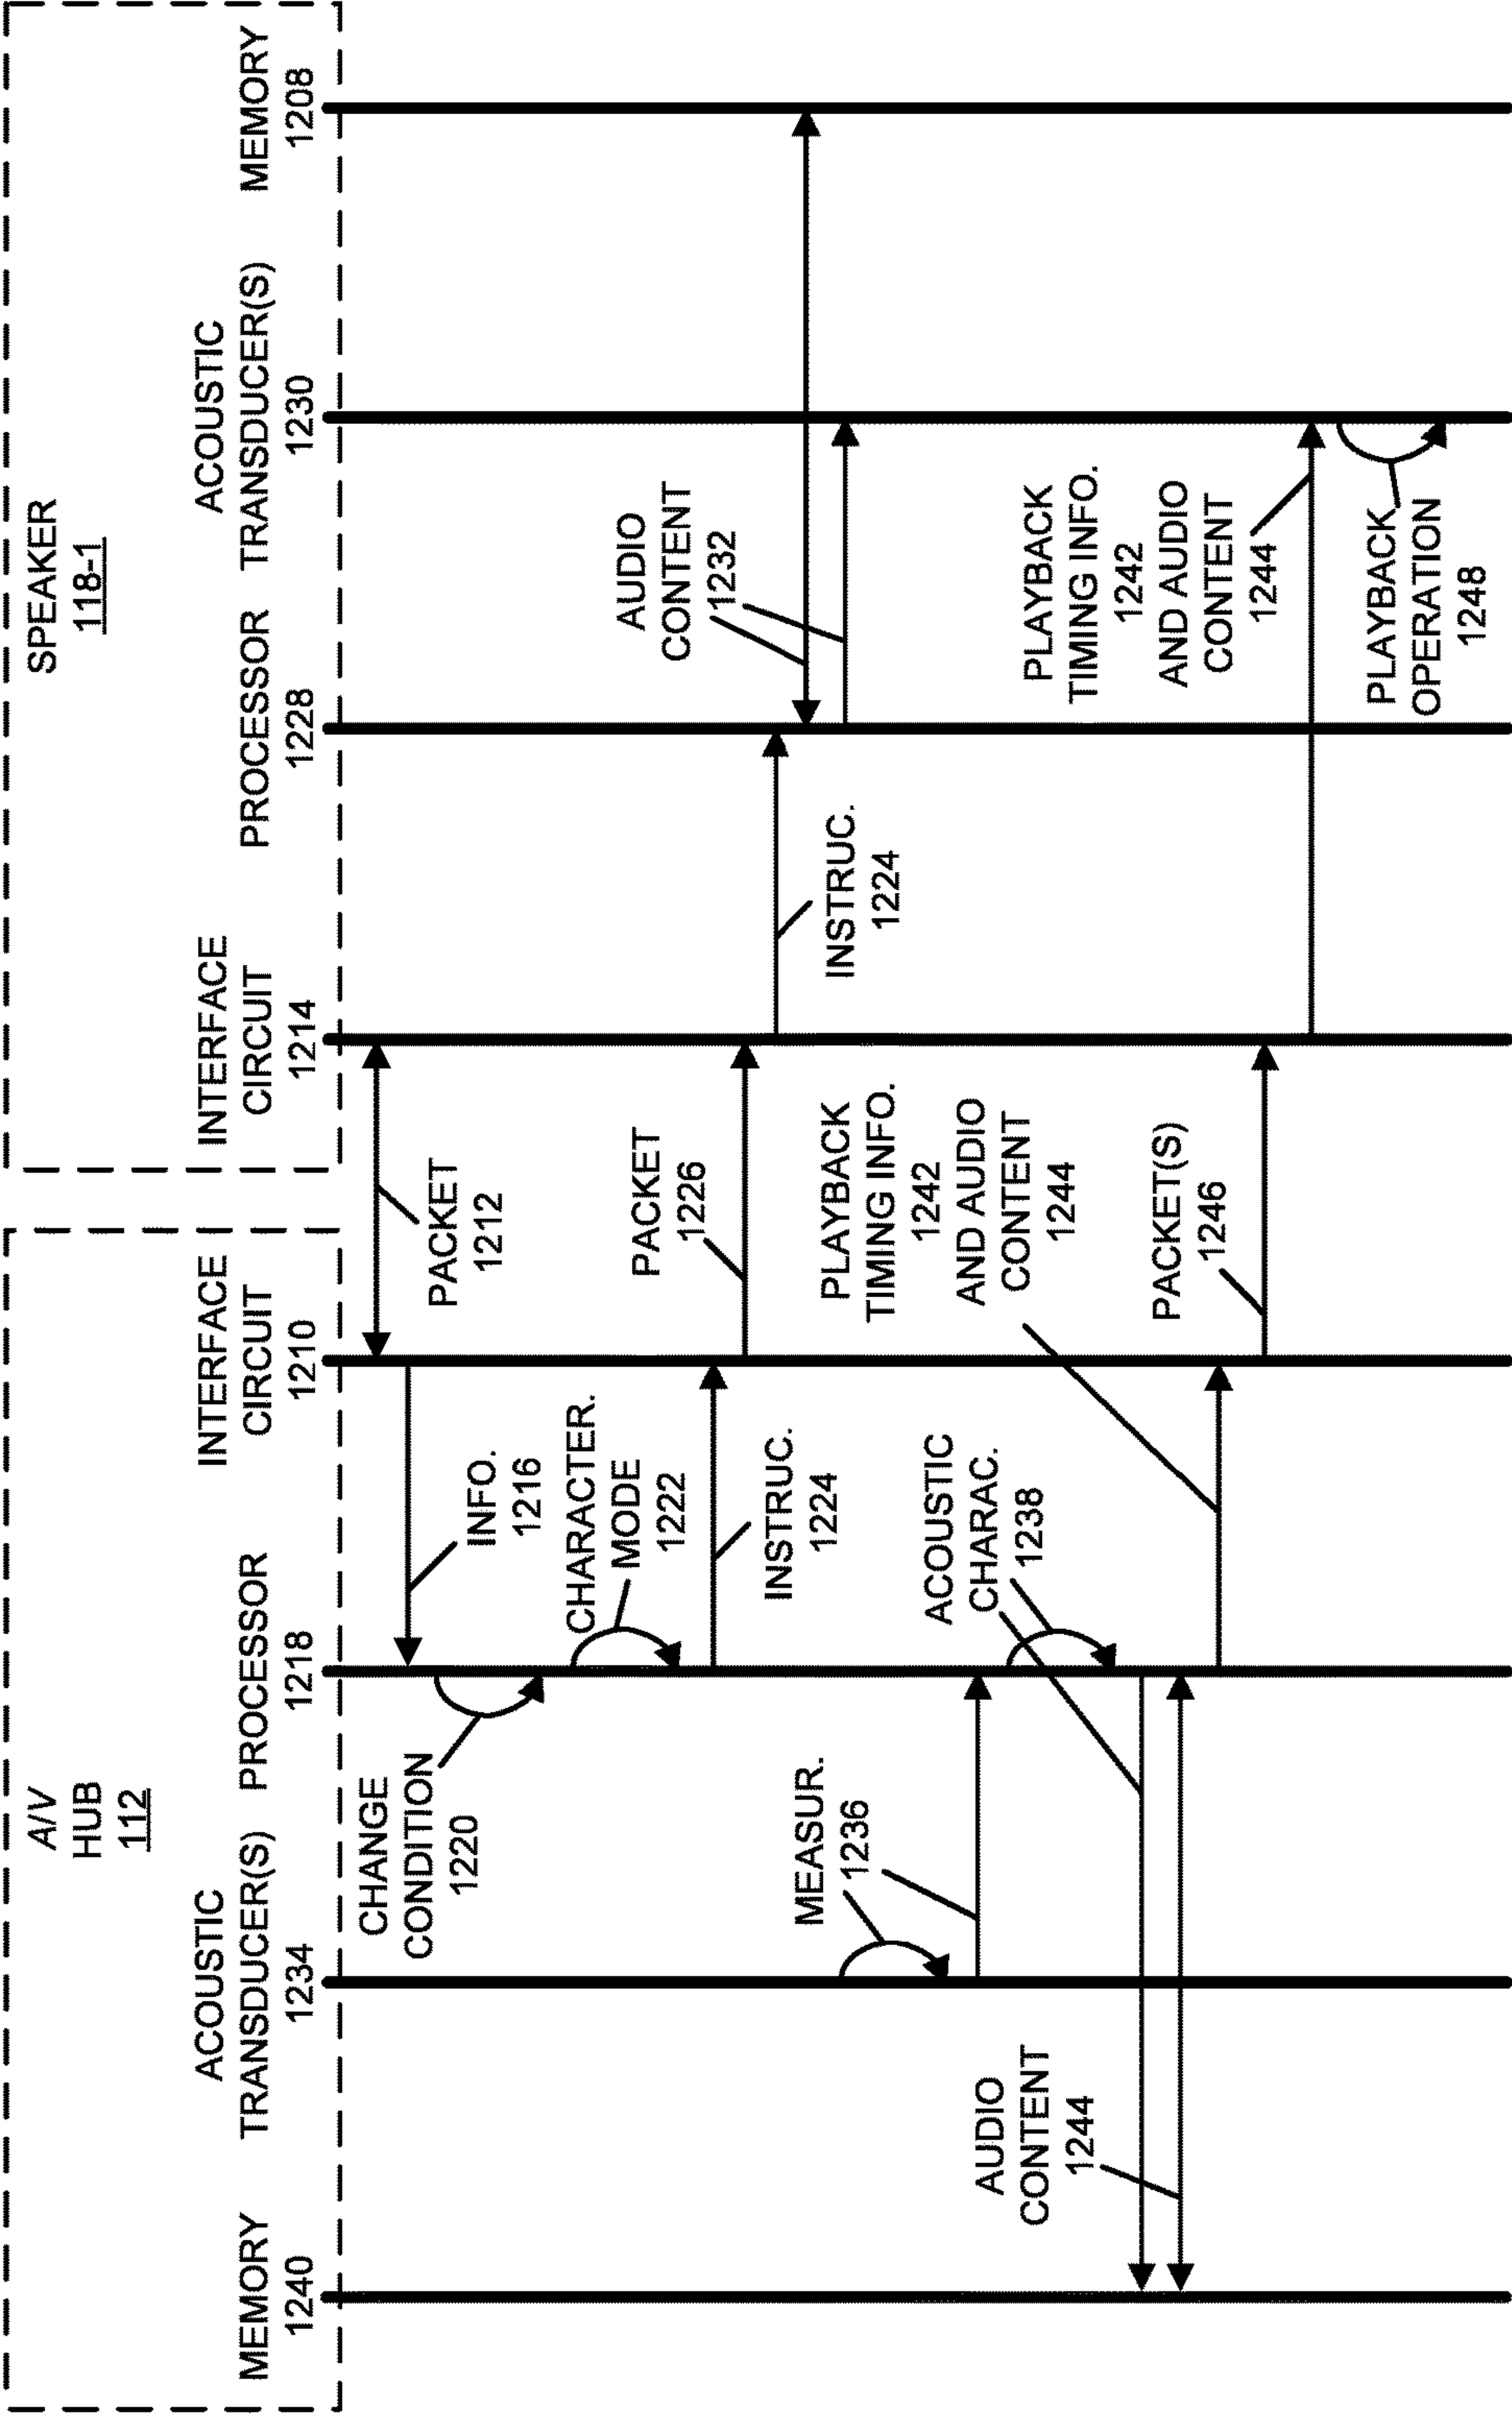 A/V
HUB
112
SPEAKER
118-1
MEMORY
1240
ACOUSTIC
TRANSDUCER(S)
1234
PROCESSOR
1218
INTERFACE
CIRCUIT
1210
INTERFACE
CIRCUIT
1214
PROCESSOR
1228
ACOUSTIC
TRANSDUCER(S)
1230
MEMORY
1208
PACKET
1212
INFO.
1216
CHANGE
CONDITION
1220
CHARACTER.
MODE
1222
INSTRUC.
1224
PACKET
1226
INSTRUC.
1224
AUDIO
CONTENT
1232
MEASUR.
1236
ACOUSTIC
CHARAC.
1238
AUDIO
CONTENT
1244
PLAYBACK
TIMING INFO.
1242
AND AUDIO
CONTENT
1244
PACKET(S)
1246
PLAYBACK
TIMING INFO.
1242
AND AUDIO
CONTENT
1244
PLAYBACK
OPERATION
1248